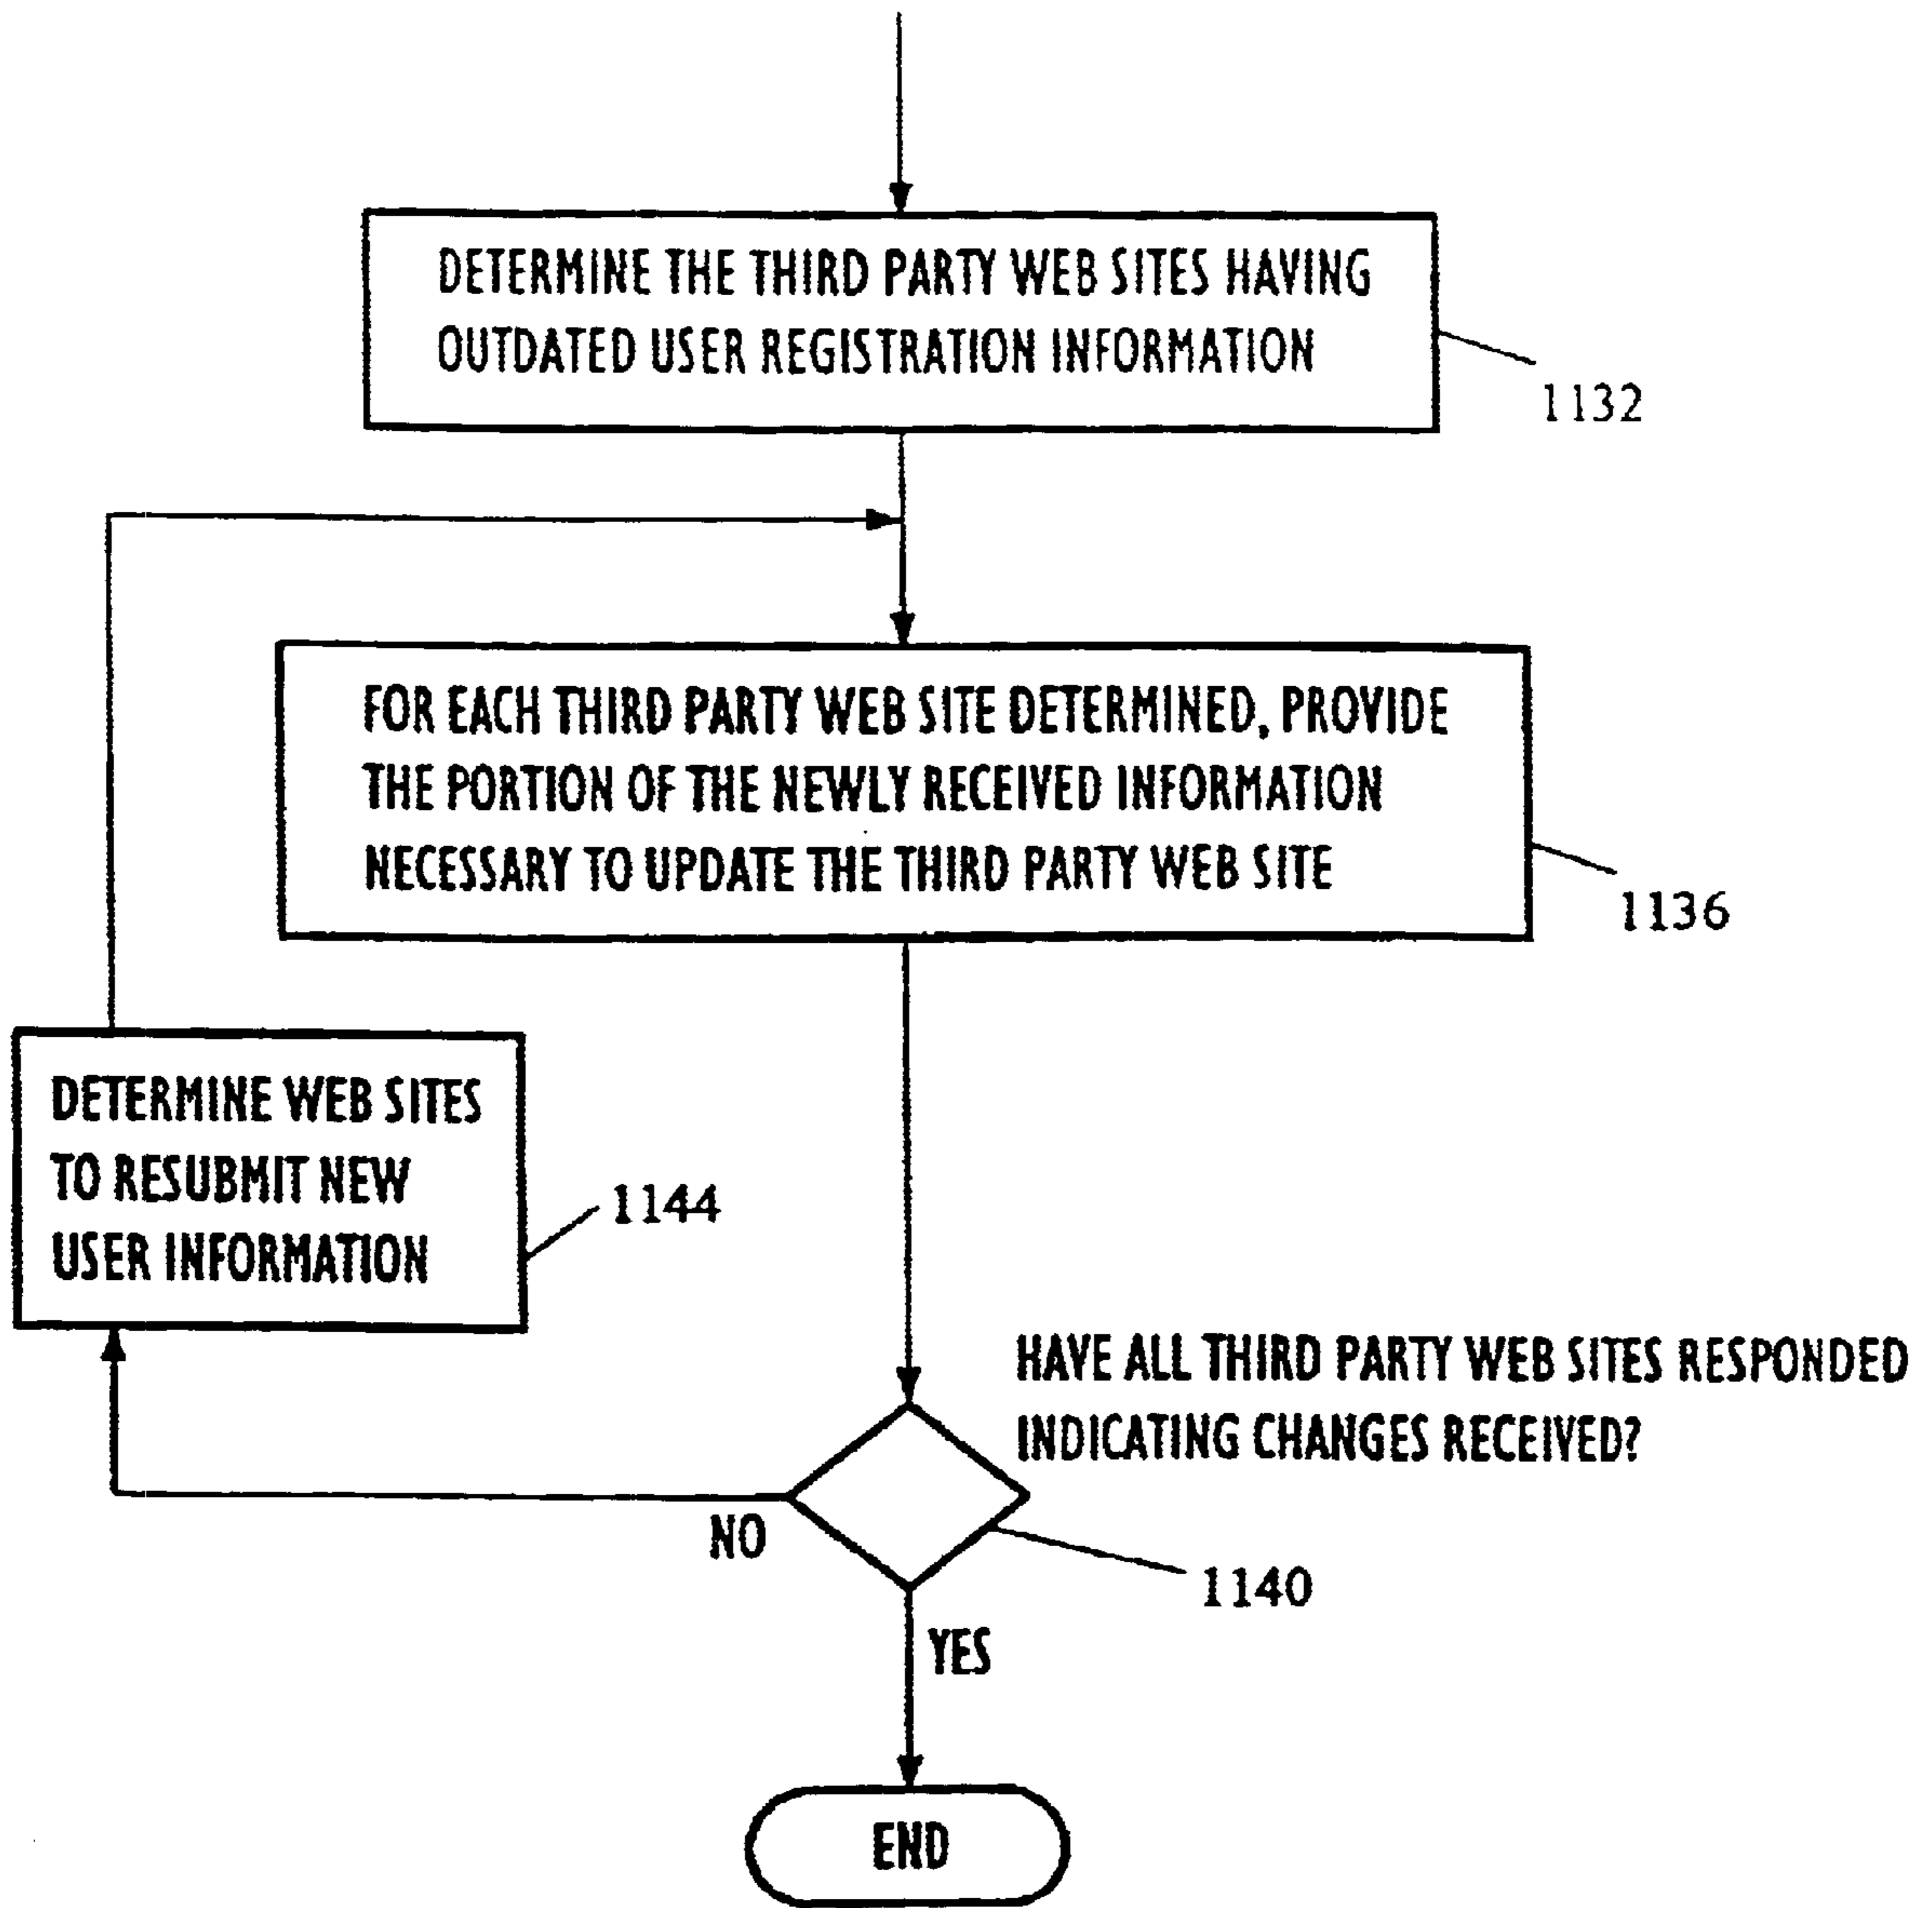 DETERMINE THE THIRD PARTY WEB SITES HAVING
OUTDATED USER REGISTRATION INFORMATION
1132
FOR EACH THIRD PARTY WEB SITE DETERMINED, PROVIDE
THE PORTION OF THE NEWLY RECEIVED INFORMATION
NECESSARY TO UPDATE THE THIRD PARTY WEB SITE
1136
DETERMINE WEB SITES
TO RESUBMIT NEW
USER INFORMATION
1144
HAVE ALL THIRD PARTY WEB SITES RESPONDED
INDICATING CHANGES RECEIVED?
NO
1140
YES
END